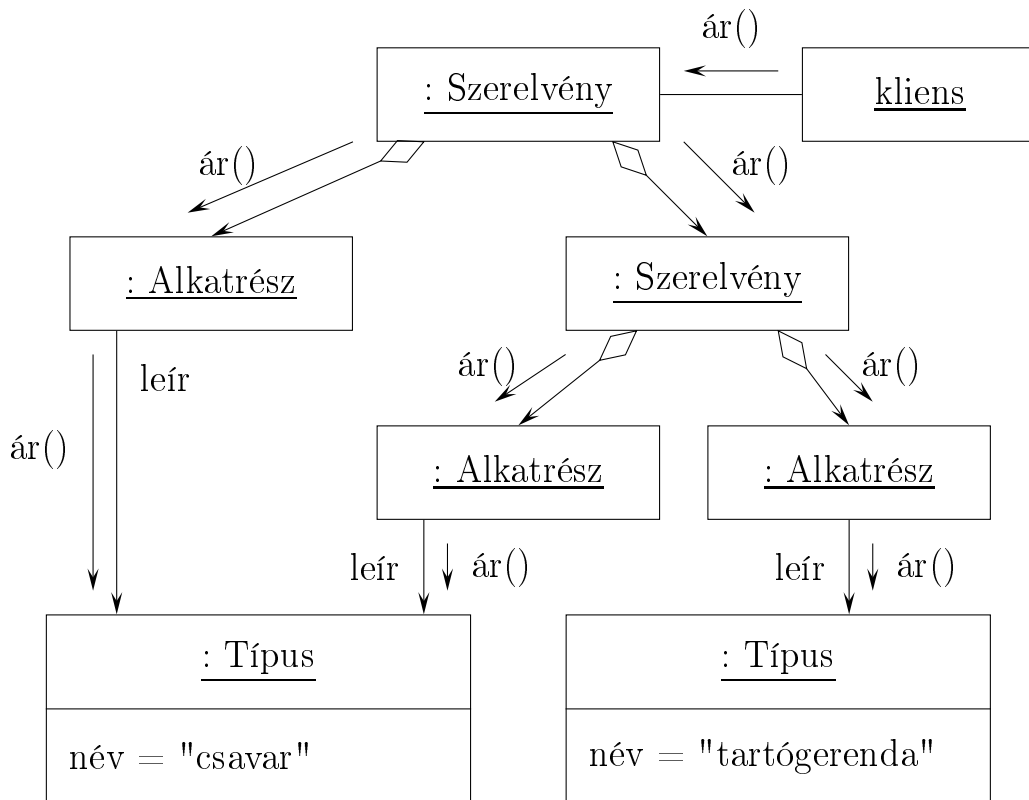 ár()
: Szerelvény
kliens
ár()
ár()
: Alkatrész
: Szerelvény
leír
ár()
ár()
ár()
: Alkatrész
: Alkatrész
leír
ár()
leír
ár()
: Típus
: Típus
név = "csavar"
név = "tartógerenda"